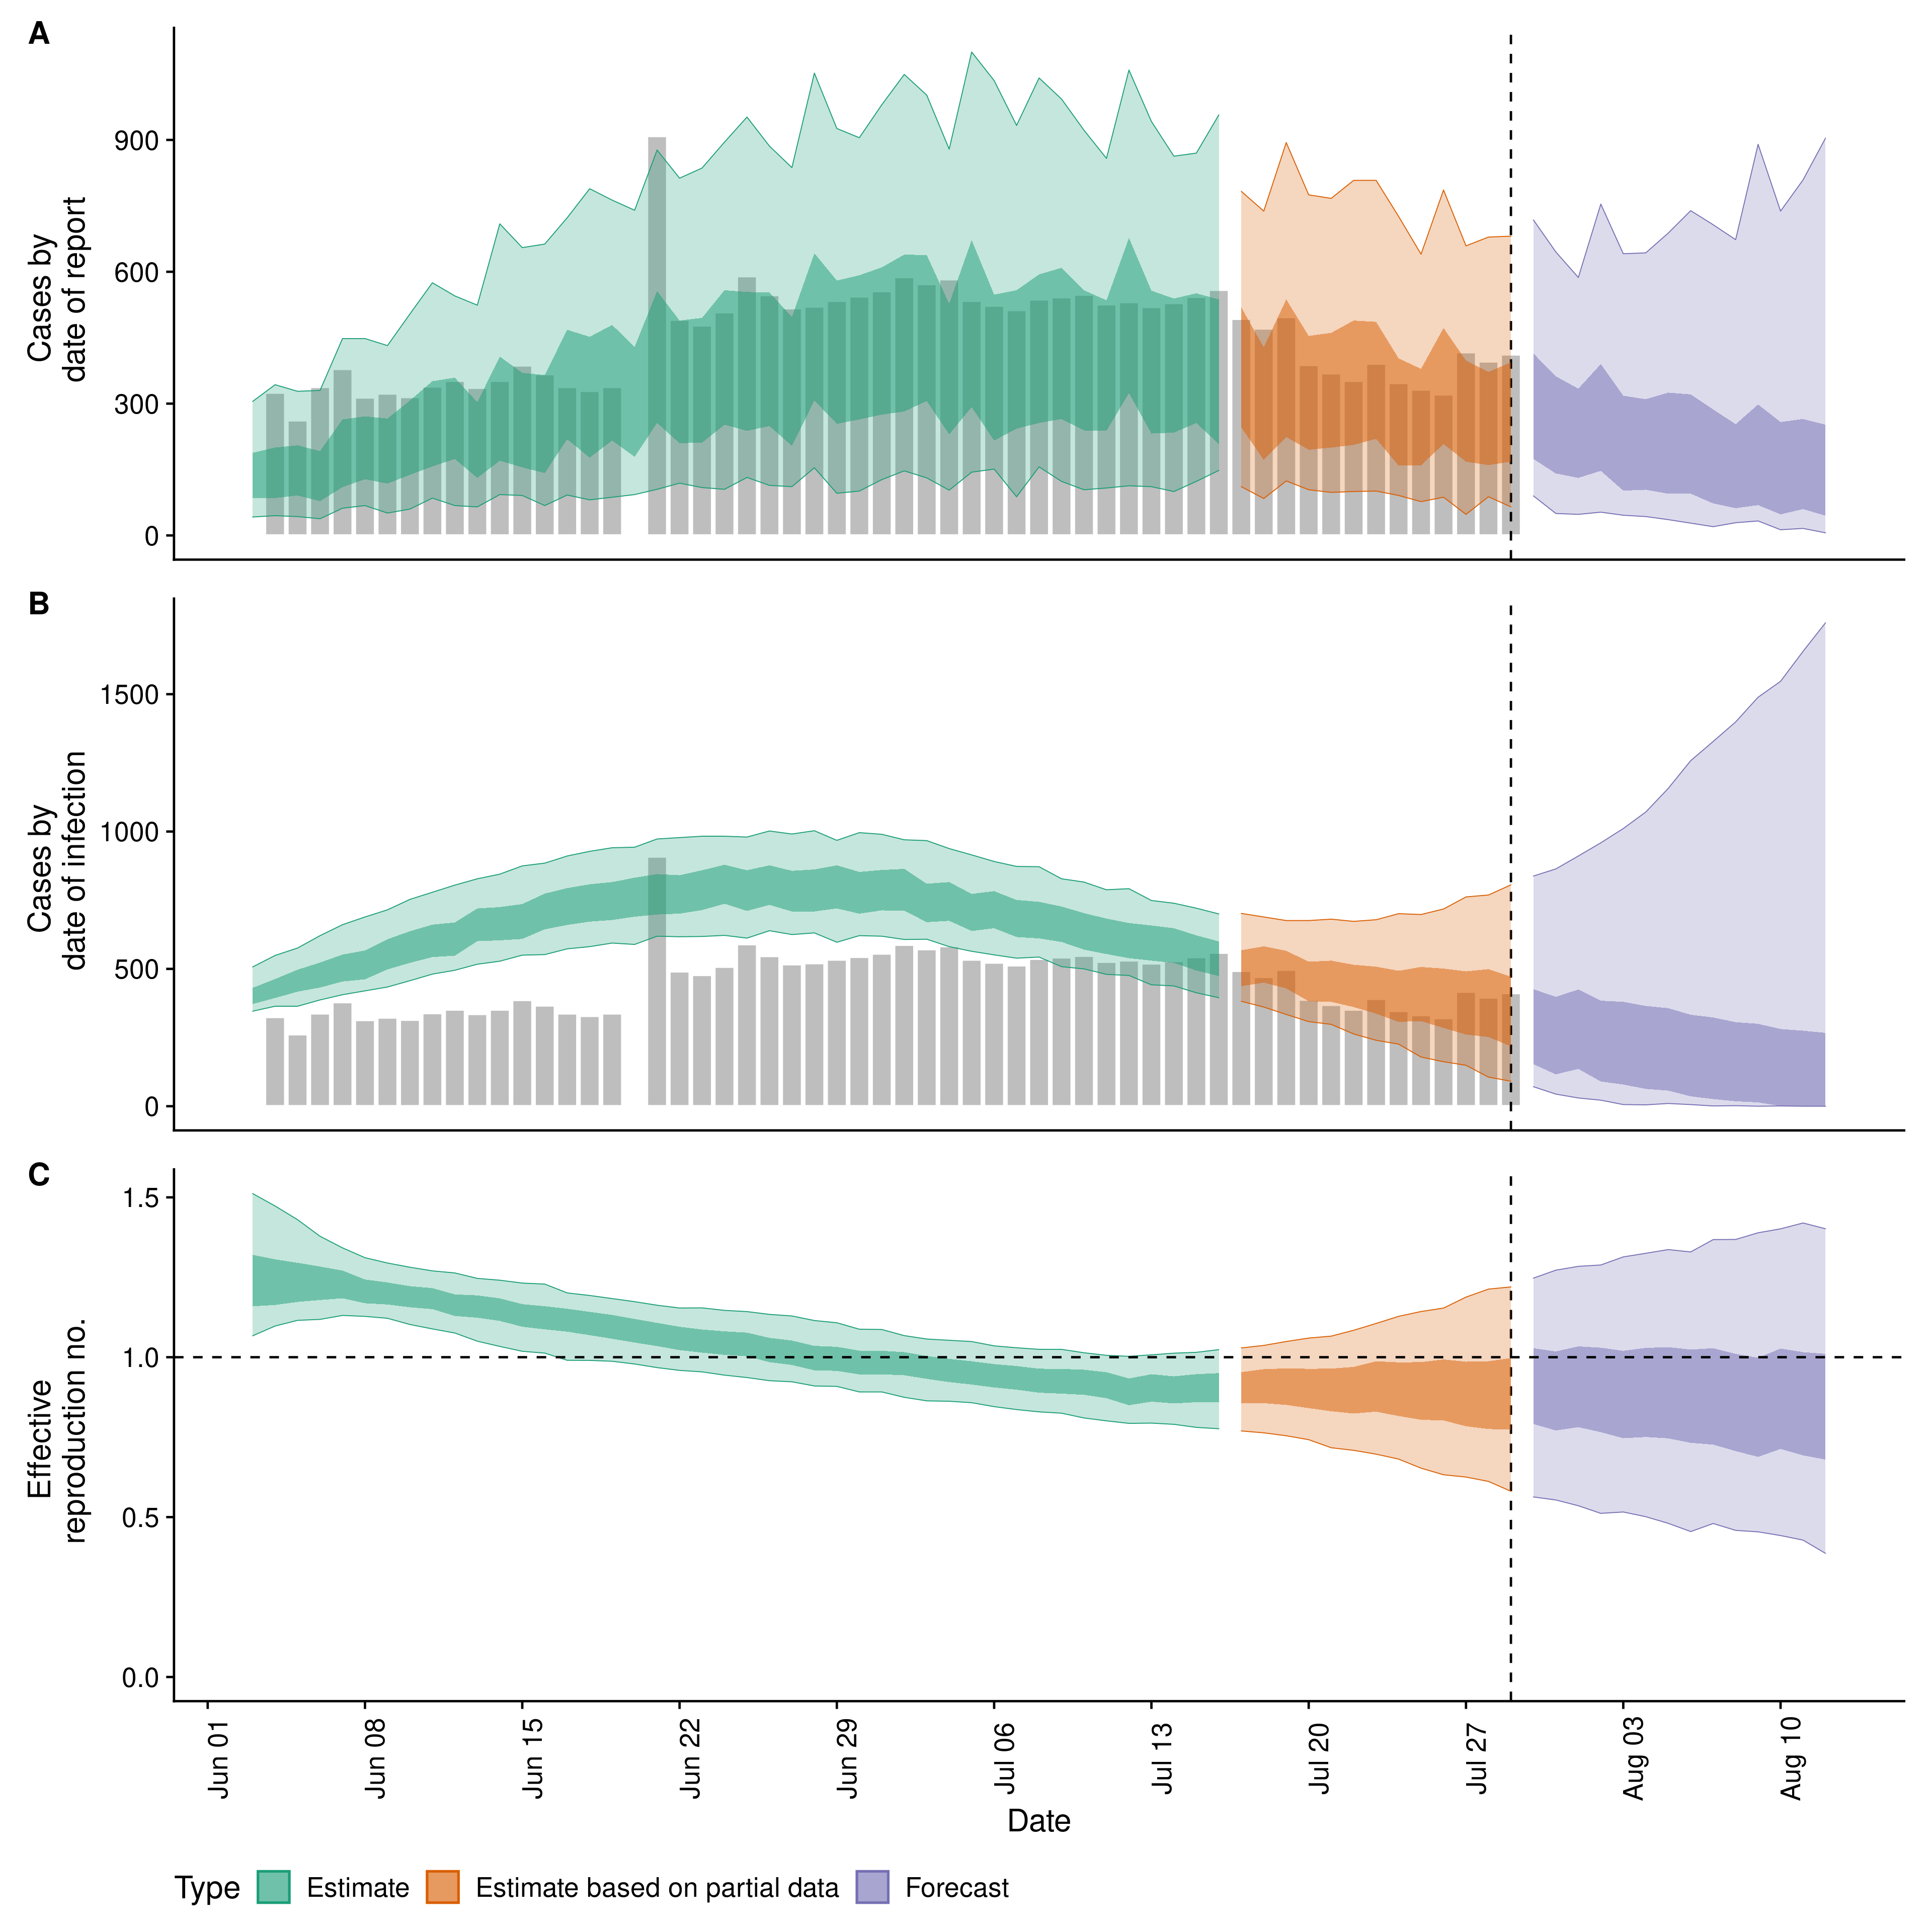 A
Cases by
date of report
900
600
300
0
B
Cases by
date of infection
1500
1000
500
0
C
Effective
reproduction no.
1.5
1.0
0.5
0.0
Jun 01
Jun 08
Jun 15
Jun 22
Jun 29
Jul 06
Jul 13
Jul 20
Jul 27
Aug 03
Aug 10
Date
Type Estimate Estimate based on partial data Forecast